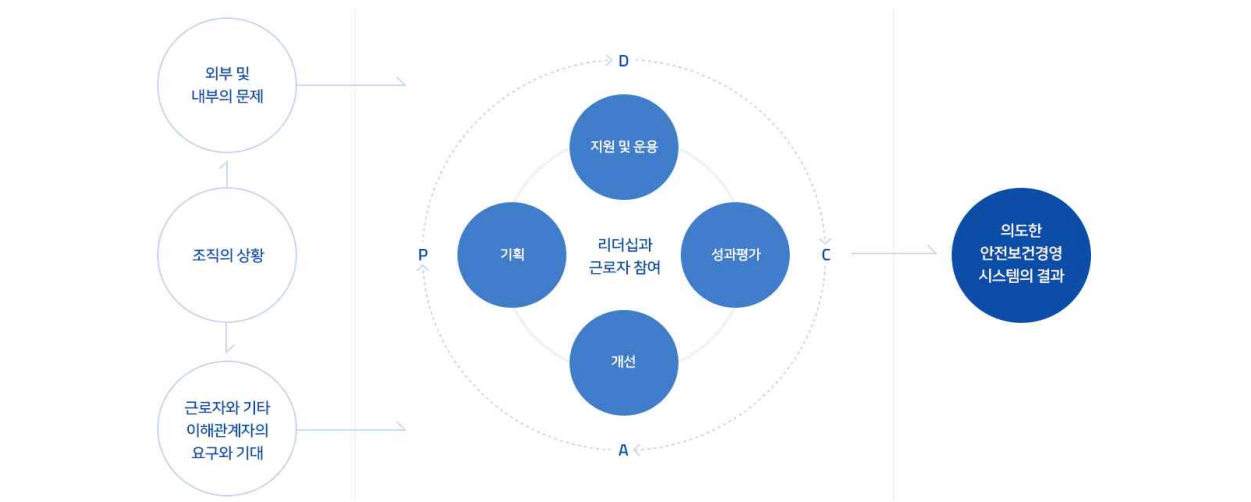 외부 및
내부의 문제
조직의 상황
근로자와 기타
이해관계자의
요구와 기대
D
지원 및 운용
P
기획
리더십과
근로자 참여
성과평가
C
개선
A
의도한
안전보건경영
시스템의 결과